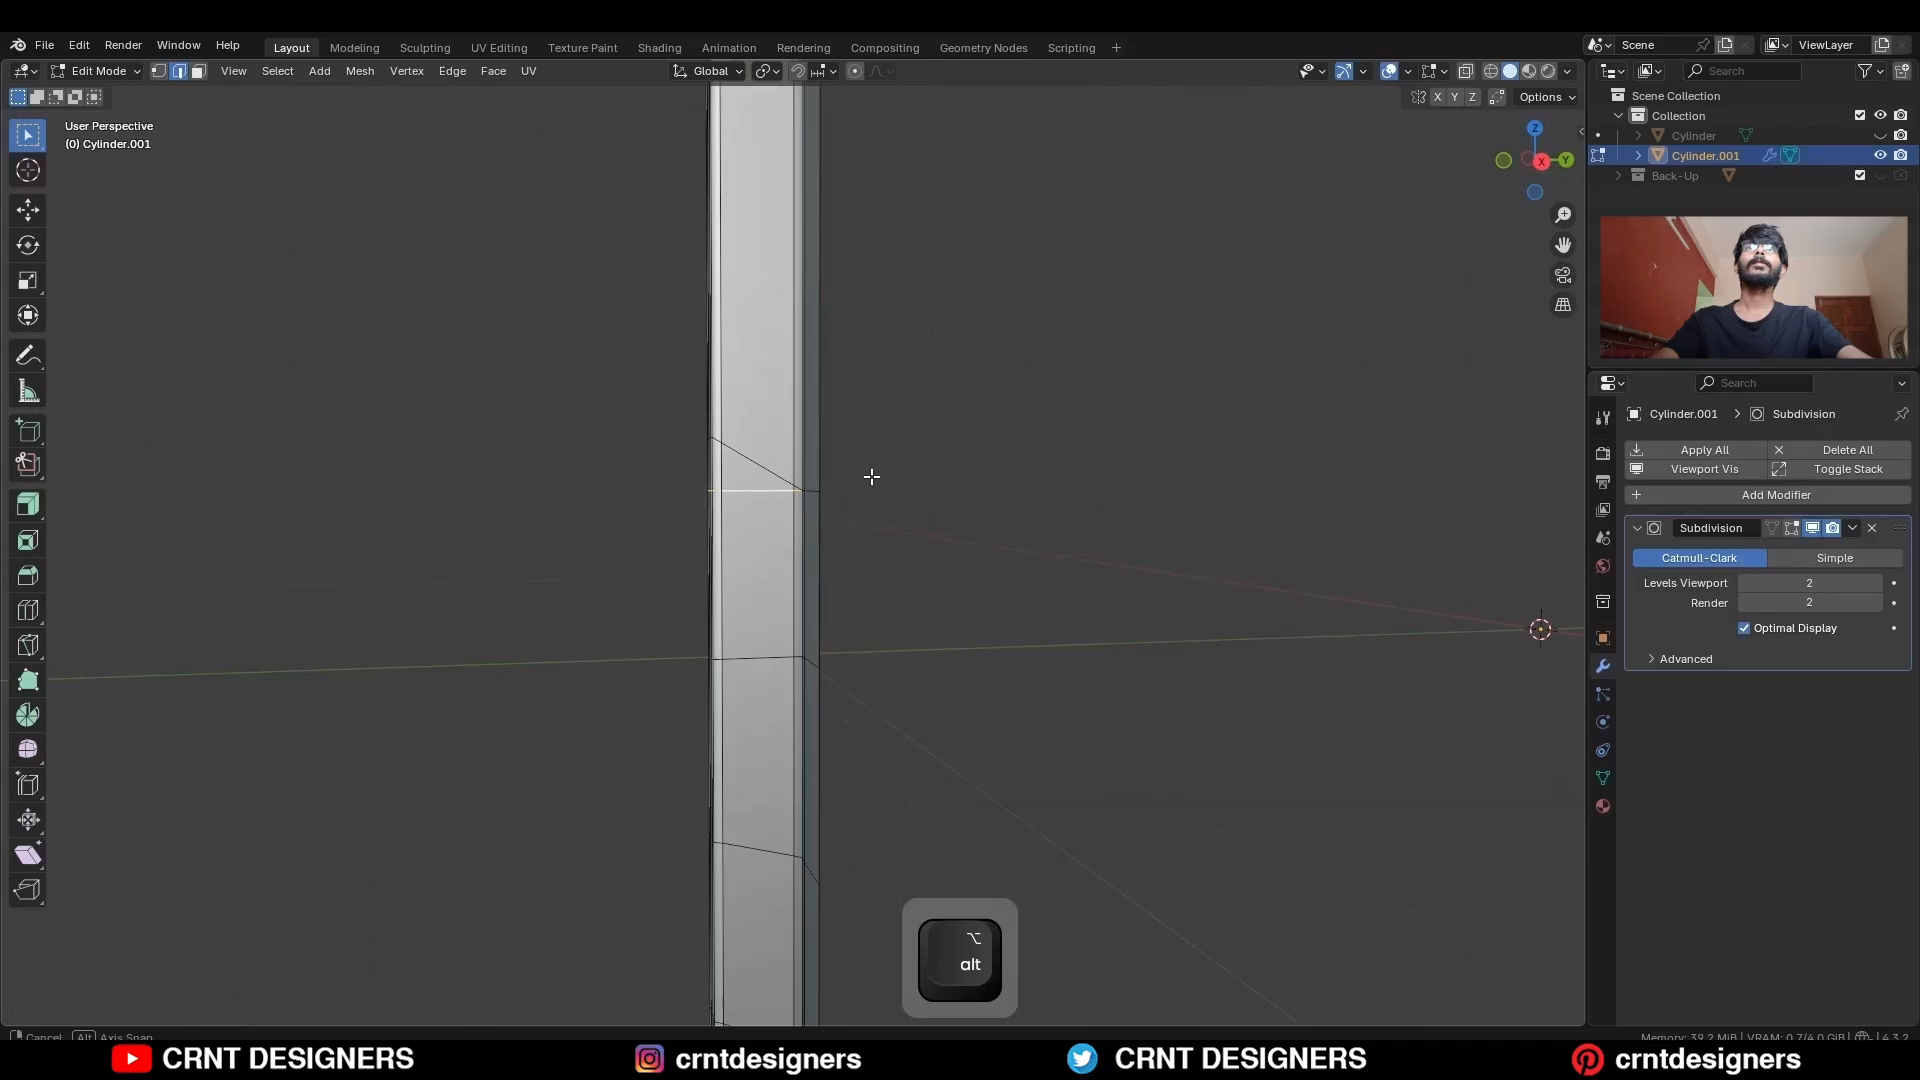 File Edit Render Window Help Layout Modeling Sculpting UV Editing Texture Paint Shading Animation Rendering Compositing Geometry Nodes Scripting + Scene ViewLayer
Edit Mode View Select Add Mesh Vertex Edge Face UV Global Search
X Y Z Options
User Perspective
(0) Cylinder.001
Z
X
Y
Scene Collection
Collection
Cylinder
Cylinder.001
Back-Up
Search
Cylinder.001 > Subdivision
Apply All Delete All
Viewport Vis Toggle Stack
Add Modifier
Subdivision
Catmull-Clark Simple
Levels Viewport 2
Render 2
Optimal Display
Advanced
alt
Cancel Alt Axis Snap Memory: 39.2 MiB | VRAM: 0.7/4.0 GiB | 4.3.2
CRNT DESIGNERS crntdesigners CRNT DESIGNERS crntdesigners